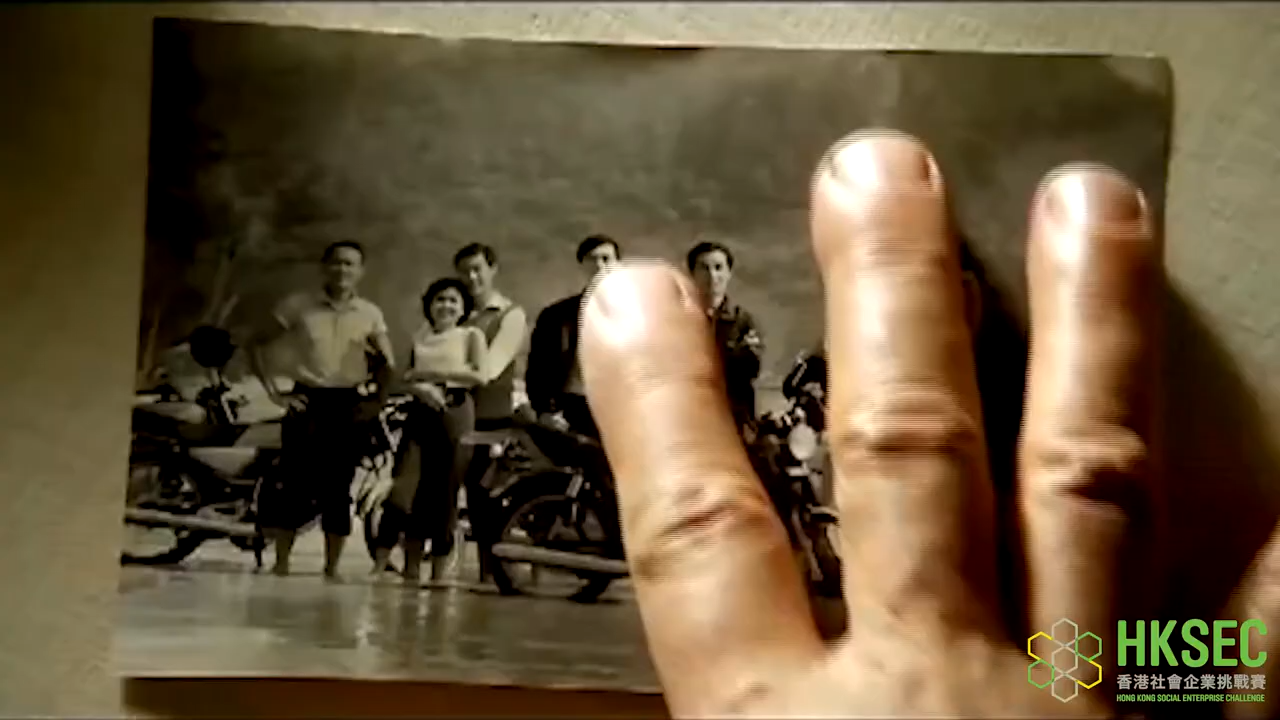 HKSEC
香港社會企業挑戰賽
HONG KONG SOCIAL ENTERPRISE CHALLENGE